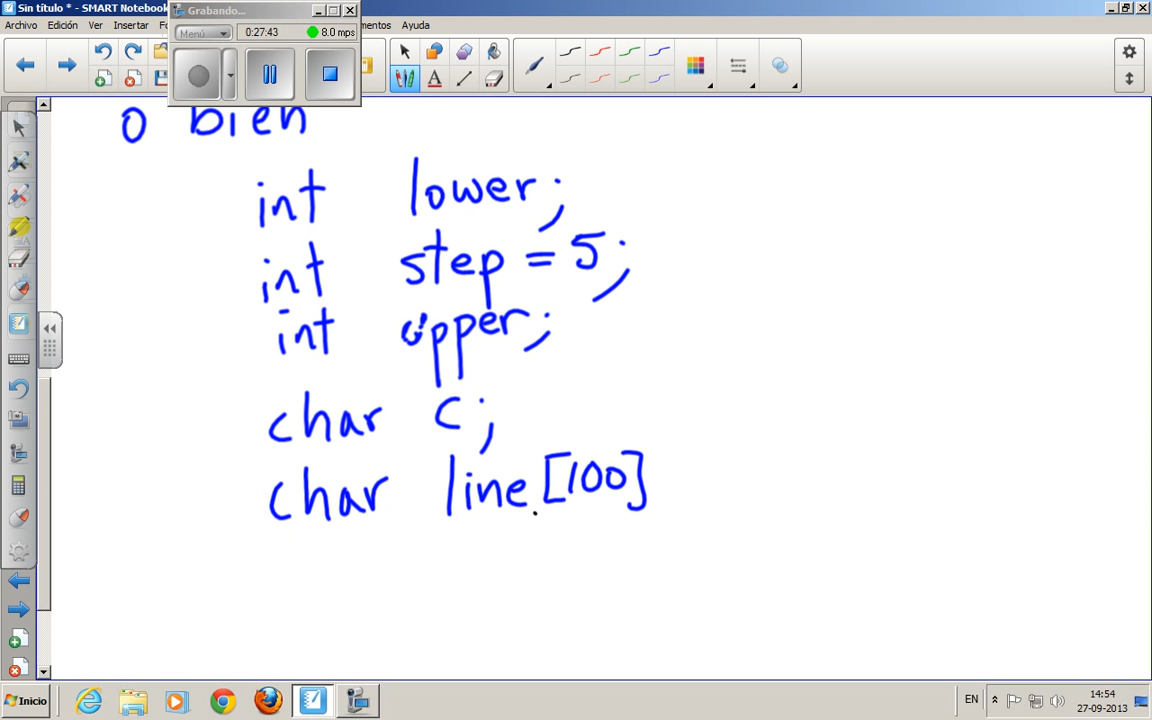 Sin título * - SMART Notebook
Grabando...
Archivo Edición Ver Insertar Ayuda
Menú 0:27:43 8.0 mps
o bien
int lower;
int step = 5;
int upper;
char c;
char line [100]
Inicio
EN
14:54
27-09-2013